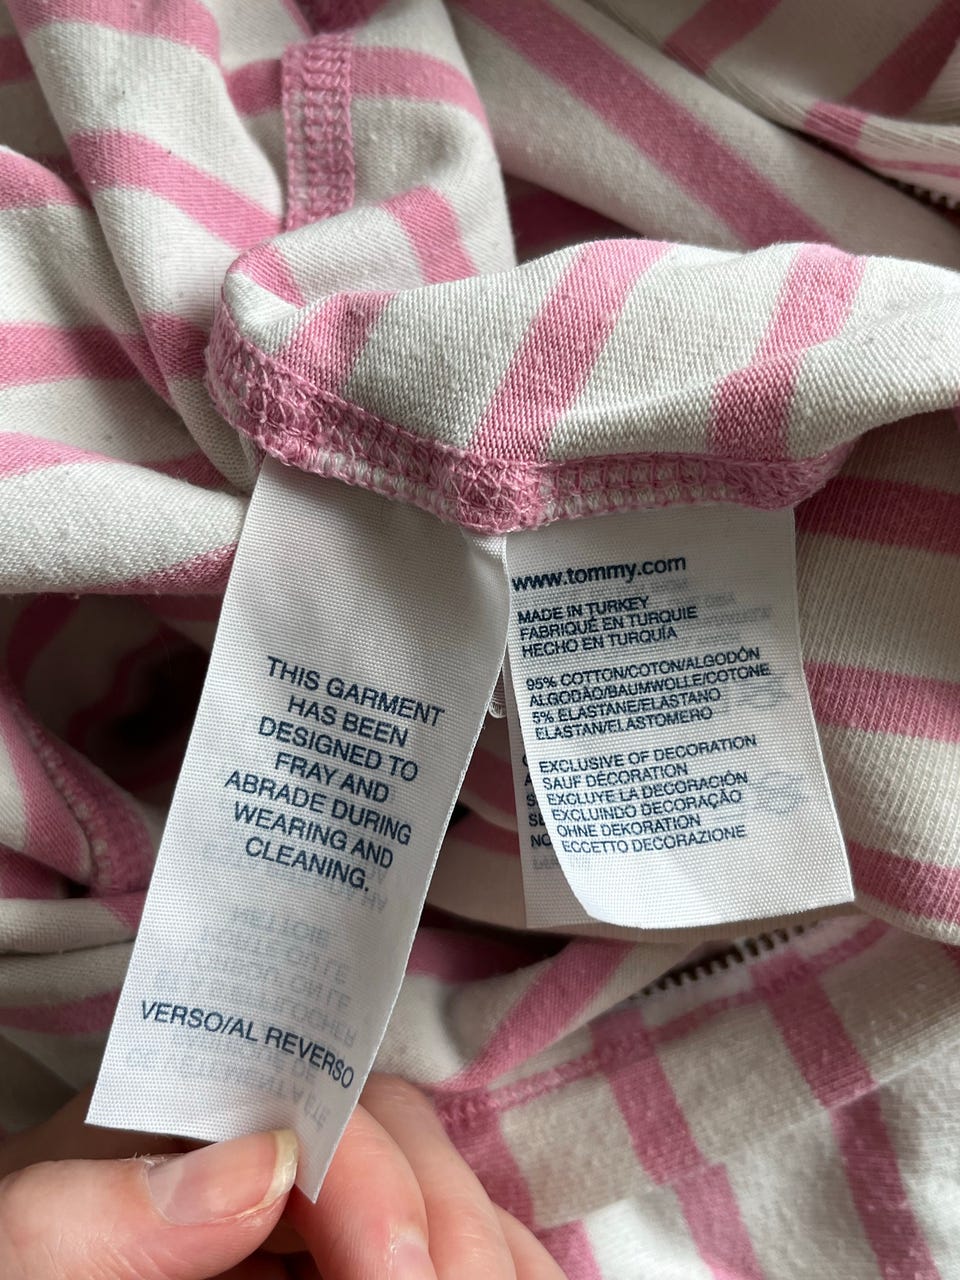 THIS GARMENT
HAS BEEN
DESIGNED TO
FRAY AND
ABRADE DURING
WEARING AND
CLEANING.
VERSO/AL REVERSO
www.tommy.com
MADE IN TURKEY
FABRIQUÉ EN TURQUIE
HECHO EN TURQUÍA
95% COTTON/COTON/ALGODÓN
ALGODÃO/BAUMWOLLE/COTONE
5% ELASTANE/ELASTANO
ELASTAN/ELASTOMERO
EXCLUSIVE OF DECORATION
SAUF DÉCORATION
EXCLUYE LA DECORACIÓN
EXCLUINDO DECORAÇÃO
OHNE DEKORATION
ECCETTO DECORAZIONE